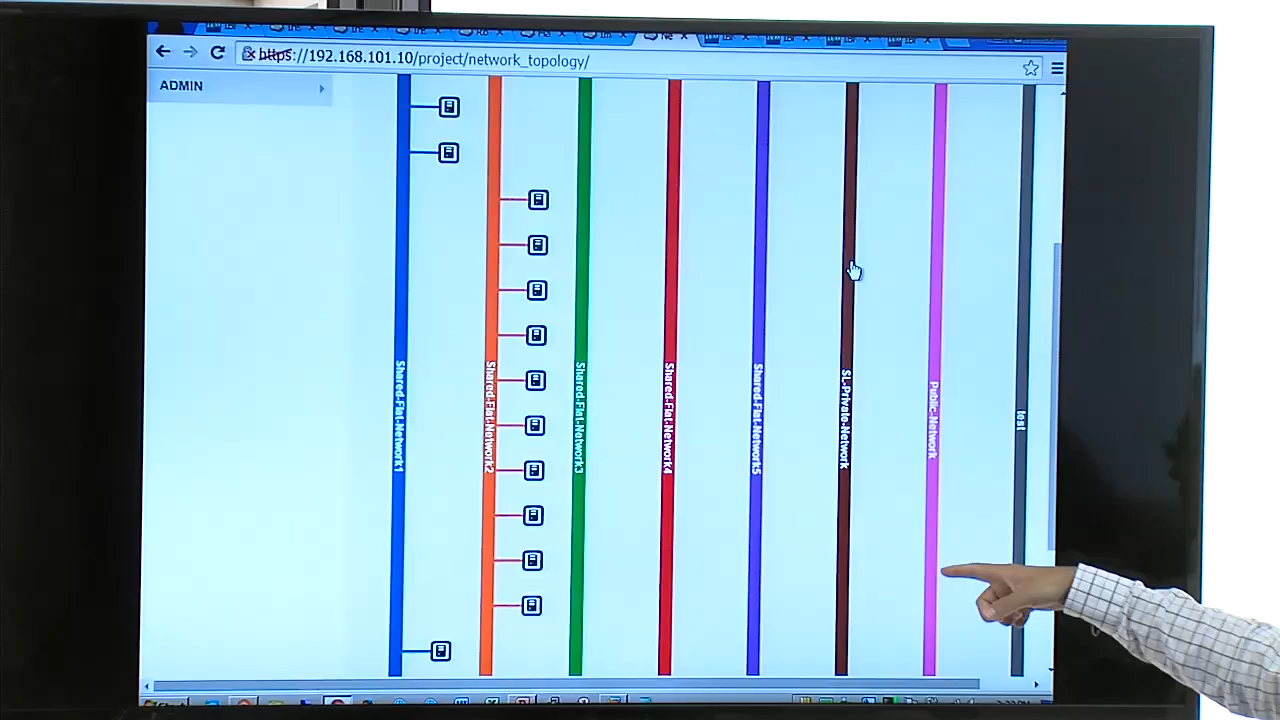 https://192.168.101.10/project/network_topology/
ADMIN
Shared-Flat-Network1
Shared-Flat-Network2
Shared-Flat-Network3
Shared-Flat-Network4
Shared-Flat-Network5
SL-Private-Network
Public-Network
test